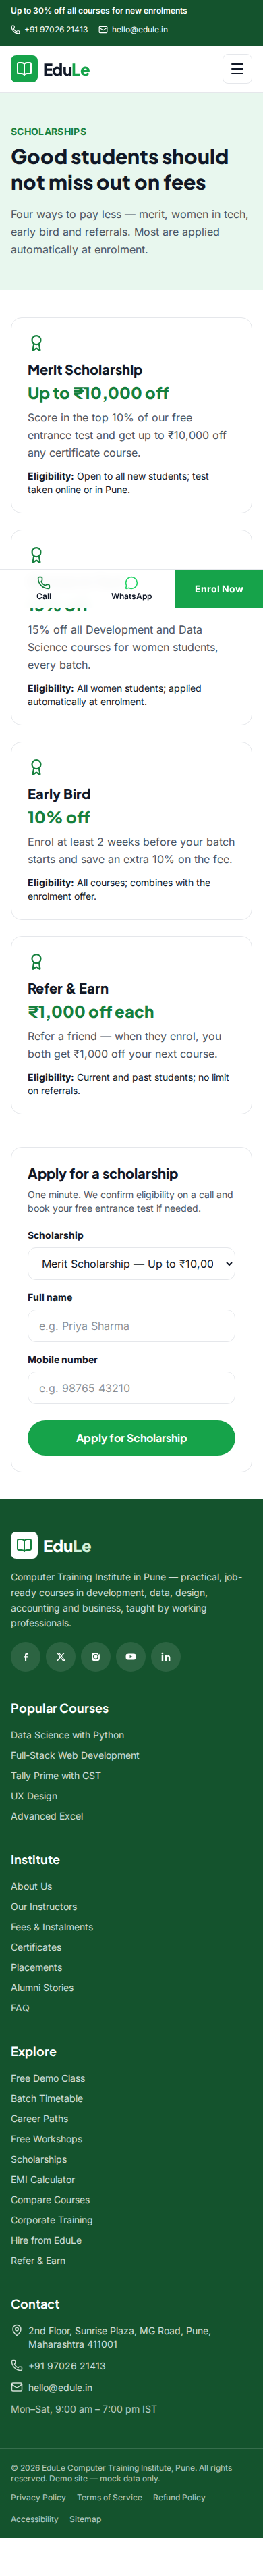 Up to 30% off all courses for new enrolments
+91 97026 21413 hello@edule.in
EduLe
SCHOLARSHIPS
Good students should
not miss out on fees
Four ways to pay less — merit, women in tech,
early bird and referrals. Most are applied
automatically at enrolment.
Merit Scholarship
Up to ₹10,000 off
Score in the top 10% of our free
entrance test and get up to ₹10,000 off
any certificate course.
Eligibility: Open to all new students; test
taken online or in Pune.
Call
WhatsApp
Enrol Now
15% off all Development and Data
Science courses for women students,
every batch.
Eligibility: All women students; applied
automatically at enrolment.
Early Bird
10% off
Enrol at least 2 weeks before your batch
starts and save an extra 10% on the fee.
Eligibility: All courses; combines with the
enrolment offer.
Refer & Earn
₹1,000 off each
Refer a friend — when they enrol, you
both get ₹1,000 off your next course.
Eligibility: Current and past students; no limit
on referrals.
Apply for a scholarship
One minute. We confirm eligibility on a call and
book your free entrance test if needed.
Scholarship
Merit Scholarship — Up to ₹10,00
Full name
e.g. Priya Sharma
Mobile number
e.g. 98765 43210
Apply for Scholarship
EduLe
Computer Training Institute in Pune — practical, job-
ready courses in development, data, design,
accounting and business, taught by working
professionals.
Popular Courses
Data Science with Python
Full-Stack Web Development
Tally Prime with GST
UX Design
Advanced Excel
Institute
About Us
Our Instructors
Fees & Instalments
Certificates
Placements
Alumni Stories
FAQ
Explore
Free Demo Class
Batch Timetable
Career Paths
Free Workshops
Scholarships
EMI Calculator
Compare Courses
Corporate Training
Hire from EduLe
Refer & Earn
Contact
2nd Floor, Sunrise Plaza, MG Road, Pune,
Maharashtra 411001
+91 97026 21413
hello@edule.in
Mon–Sat, 9:00 am – 7:00 pm IST
© 2026 EduLe Computer Training Institute, Pune. All rights
reserved. Demo site — mock data only.
Privacy Policy Terms of Service Refund Policy
Accessibility Sitemap